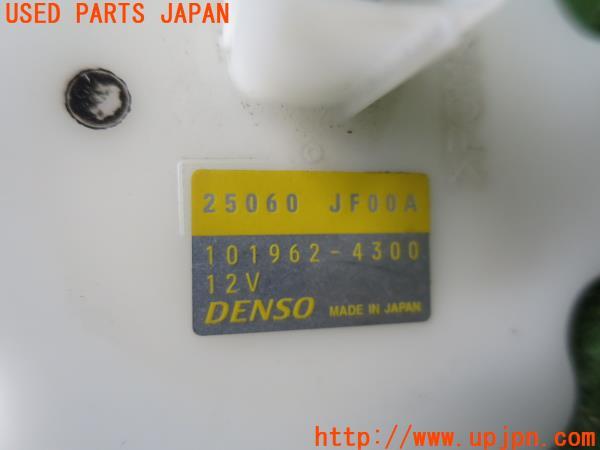 USED PARTS JAPAN
25060 JF00A
101962-4300
12V
DENSO MADE IN JAPAN
http://www.upjpn.com